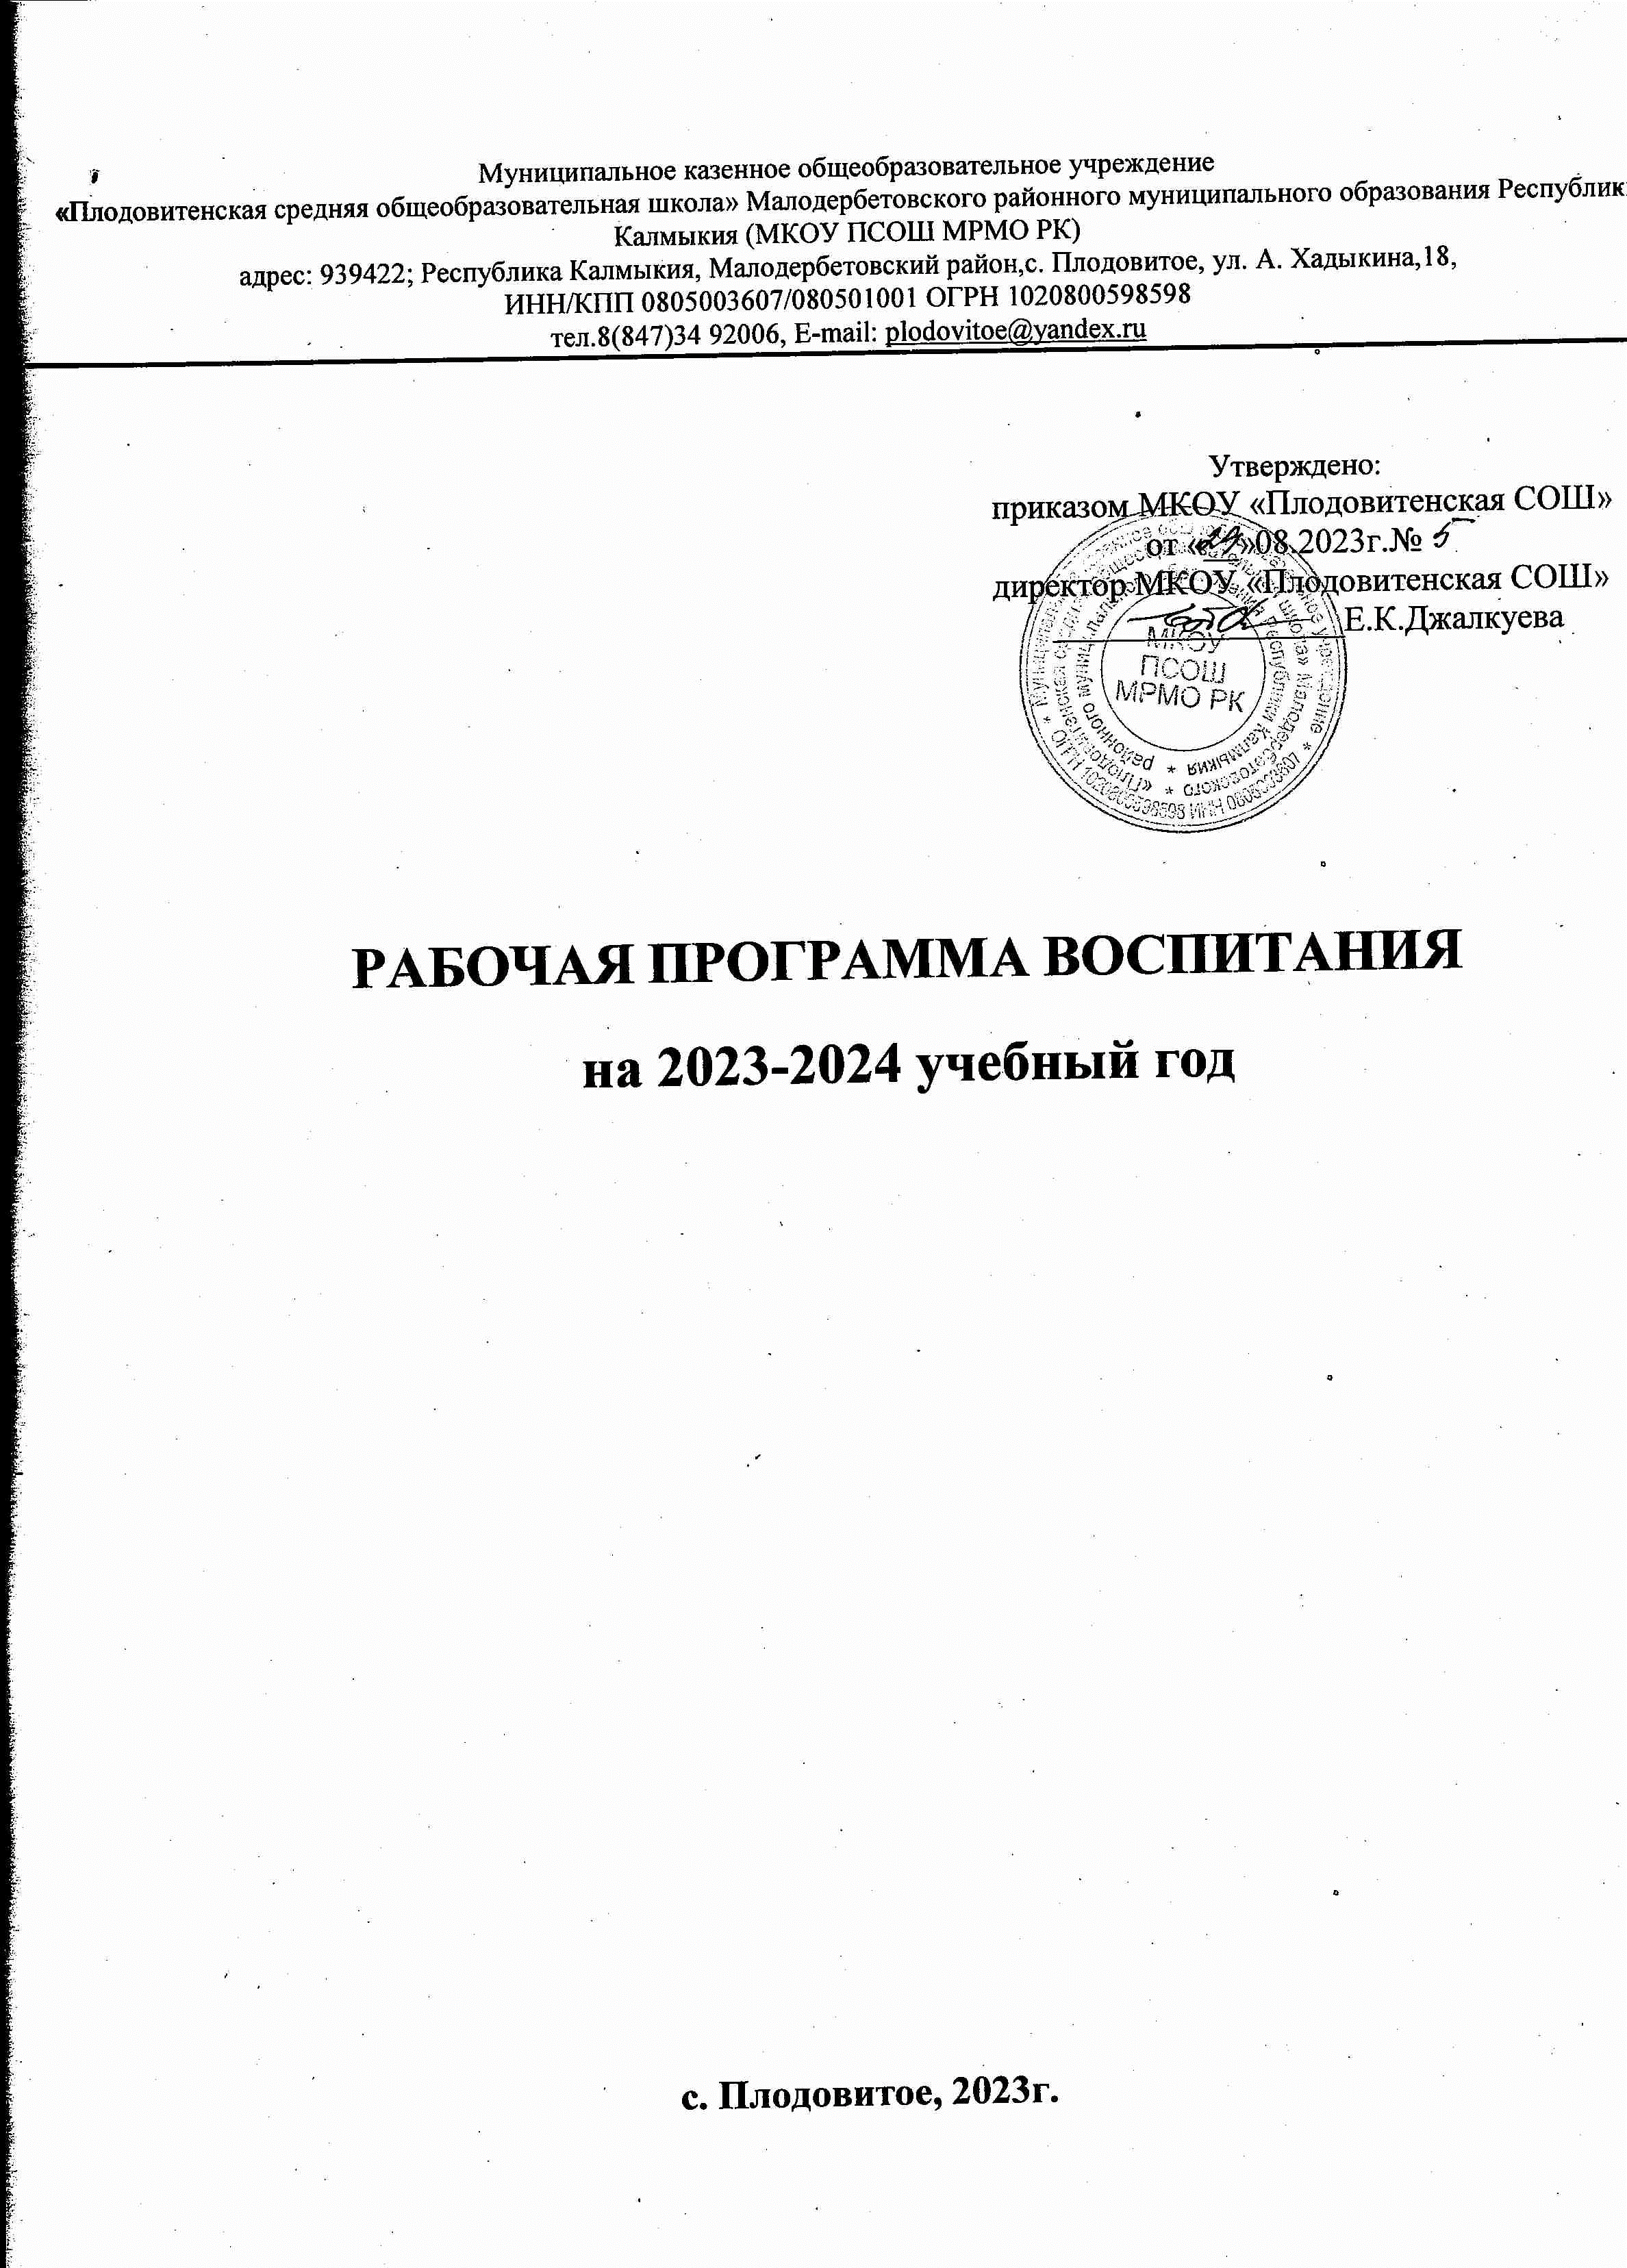 Муниципальное казенное общеобразовательное учреждение
«Плодовитенская средняя общеобразовательная школа» Малодербетовского районного муниципального образования Республик
Калмыкия (МКОУ ПСОШ МРМО РК)
адрес: 939422; Республика Калмыкия, Малодербетовский район,с. Плодовитое, ул. А. Хадыкина,18,
ИНН/КПП 0805003607/080501001 ОГРН 1020800598598
тел.8(847)34 92006, E-mail: plodovitoe@yandex.ru
Утверждено:
приказом МКОУ «Плодовитенская СОШ»
от «29»08.2023г.№ 5
директор МКОУ «Плодовитенская СОШ»
Е.К.Джалкуева
МКОУ
ПСОШ
МРМО РК
РАБОЧАЯ ПРОГРАММА ВОСПИТАНИЯ
на 2023-2024 учебный год
с. Плодовитое, 2023г.